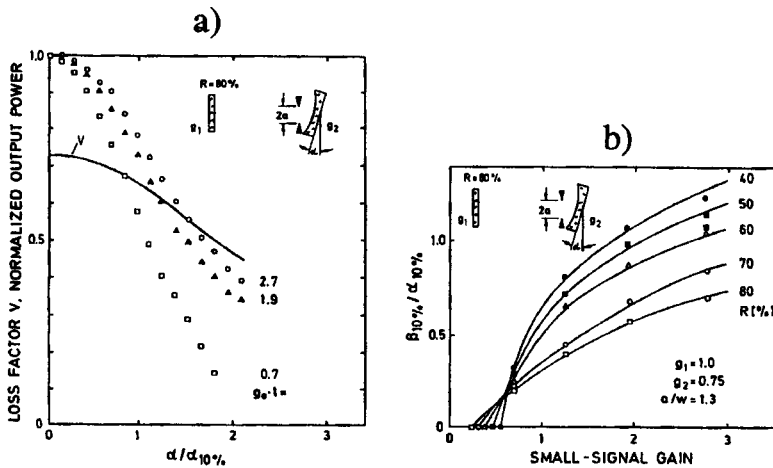 a)
LOSS FACTOR V, NORMALIZED OUTPUT POWER
1.0
0.5
0
V
R=80%
g₁
2a
g₂
α
2.7
1.9
0.7
g₀·l=
0 1 2 3
α/α10%
b)
β10%/α10%
1.0
0.5
0
R=80%
g₁
2a
g₂
α
40
50
60
70
80
R[%]
g₁=1.0
g₂=0.75
a/w=1.3
0 1 2 3
SMALL-SIGNAL GAIN